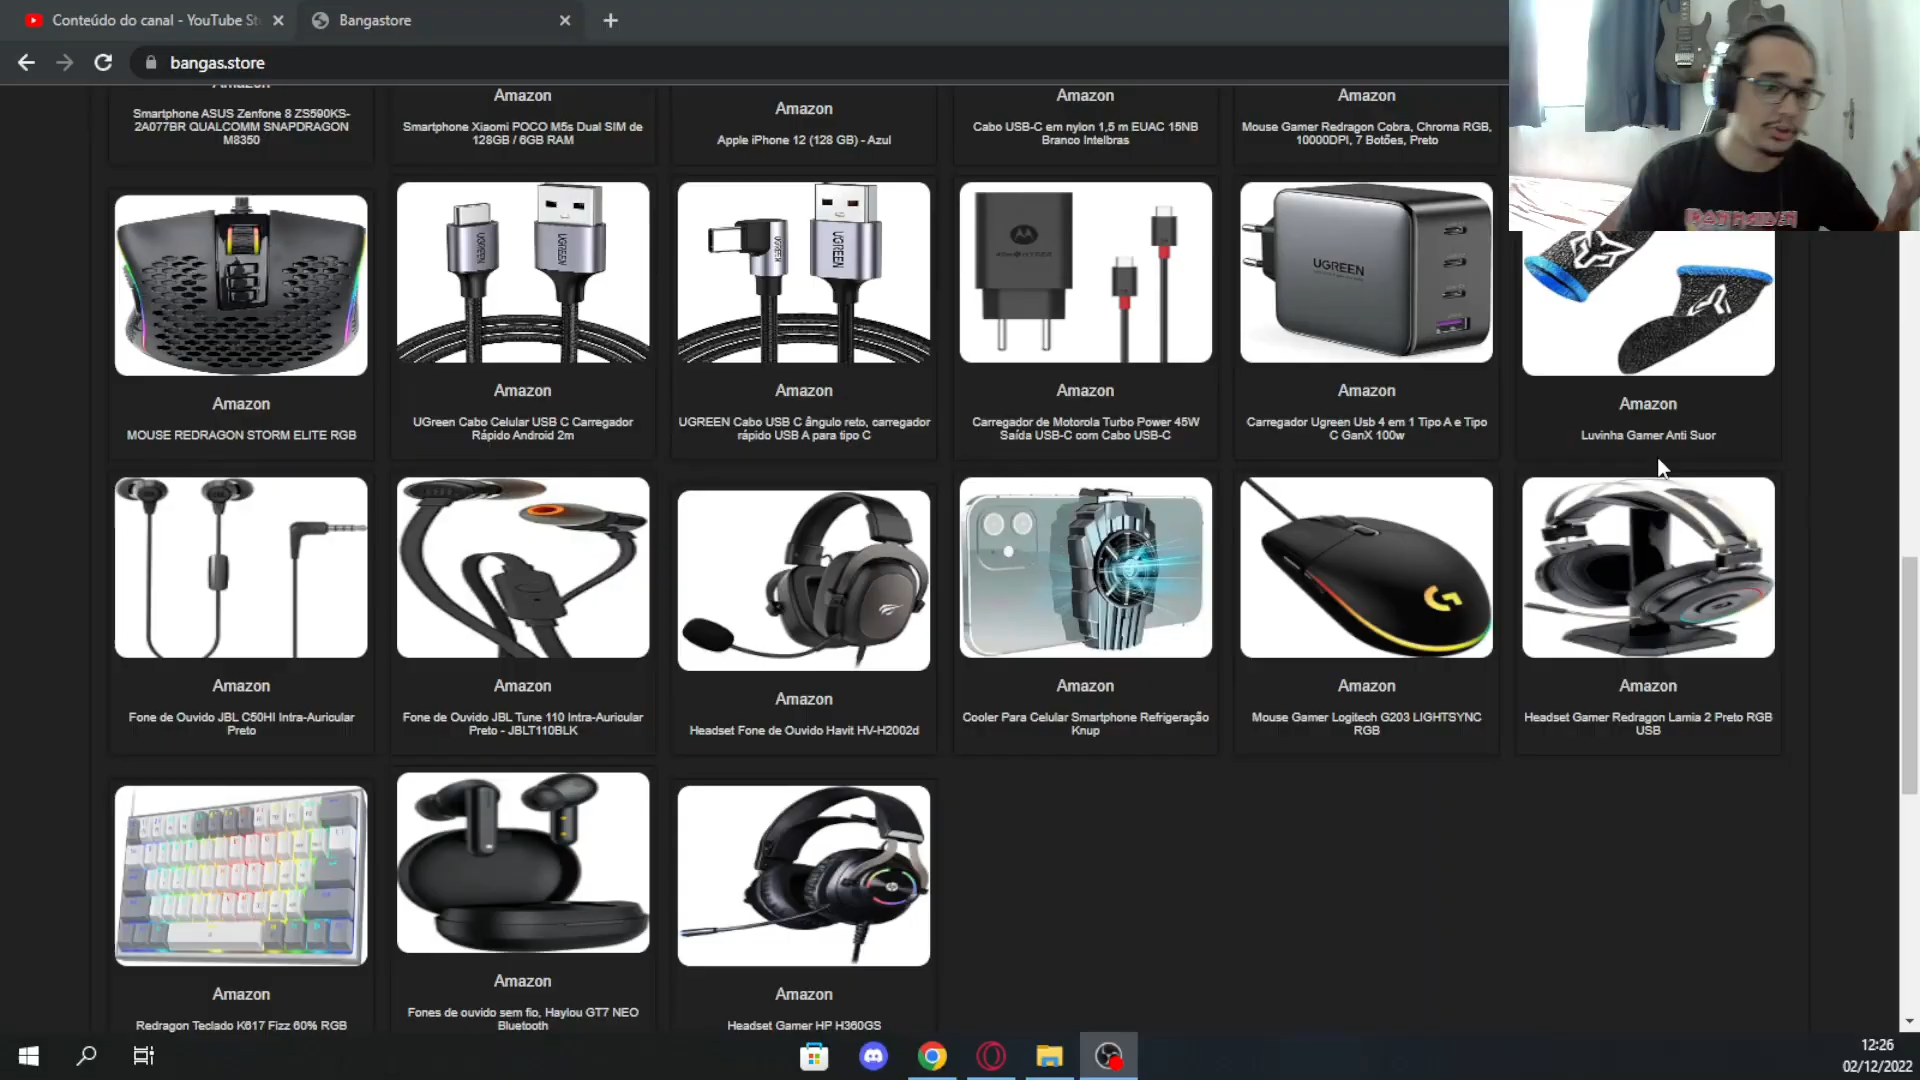 Conteúdo do canal - YouTube St
Bangastore
bangas.store
Amazon
Smartphone ASUS Zenfone 8 ZS590KS-
2A077BR QUALCOMM SNAPDRAGON
M8350
Amazon
Smartphone Xiaomi POCO M5s Dual SIM de
128GB / 6GB RAM
Amazon
Apple iPhone 12 (128 GB) - Azul
Amazon
Cabo USB-C em nylon 1,5 m EUAC 15NB
Branco Intelbras
Amazon
Mouse Gamer Redragon Cobra, Chroma RGB,
10000DPI, 7 Botões, Preto
Amazon
MOUSE REDRAGON STORM ELITE RGB
UGREEN
UGREEN
Amazon
UGreen Cabo Celular USB C Carregador
Rápido Android 2m
UGREEN
UGREEN
Amazon
UGREEN Cabo USB C ângulo reto, carregador
rápido USB A para tipo C
Amazon
Carregador de Motorola Turbo Power 45W
Saída USB-C com Cabo USB-C
UGREEN
Amazon
Carregador Ugreen Usb 4 em 1 Tipo A e Tipo
C GanX 100w
Amazon
Luvinha Gamer Anti Suor
Amazon
Fone de Ouvido JBL C50HI Intra-Auricular
Preto
Amazon
Fone de Ouvido JBL Tune 110 Intra-Auricular
Preto - JBLT110BLK
Amazon
Headset Fone de Ouvido Havit HV-H2002d
Amazon
Cooler Para Celular Smartphone Refrigeração
Knup
Amazon
Mouse Gamer Logitech G203 LIGHTSYNC
RGB
Amazon
Headset Gamer Redragon Lamia 2 Preto RGB
USB
Amazon
Redragon Teclado K617 Fizz 60% RGB
Amazon
Fones de ouvido sem fio, Haylou GT7 NEO
Bluetooth
Amazon
Headset Gamer HP H360GS
12:26
02/12/2022